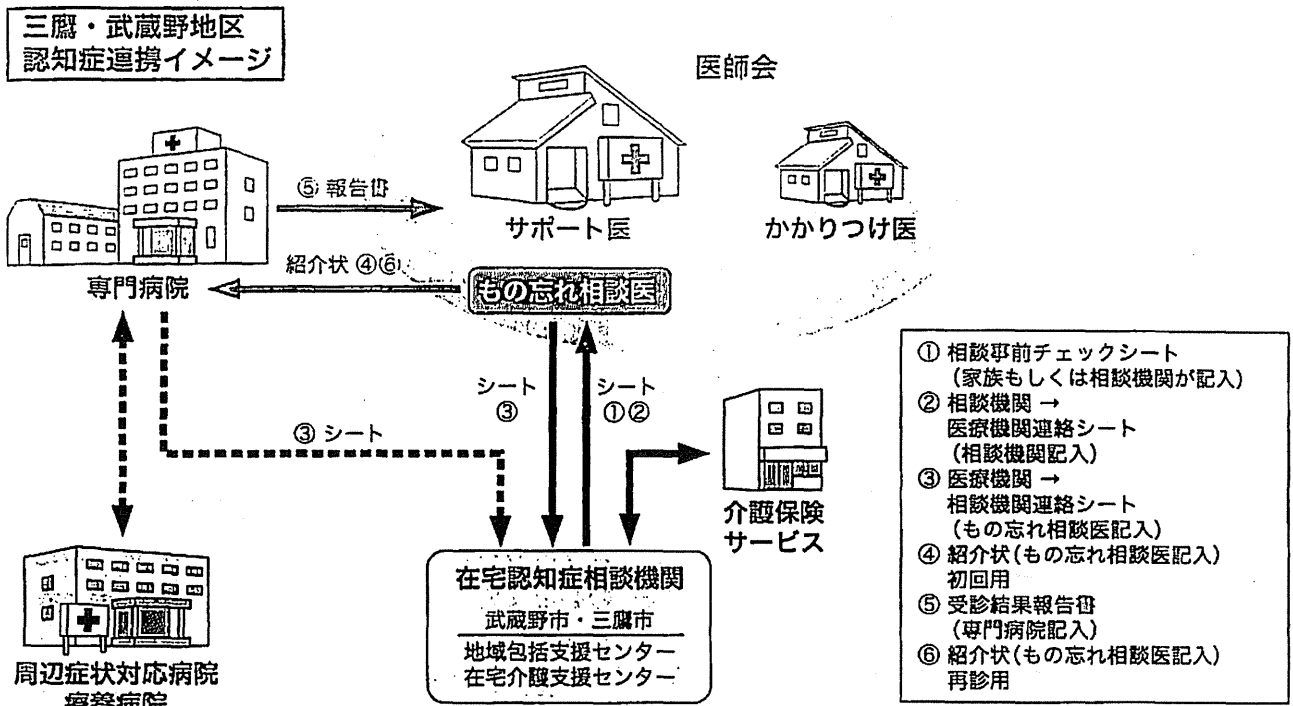 三鷹・武蔵野地区
認知症連携イメージ
医師会
⑤ 報告書
サポート医
かかりつけ医
専門病院
紹介状 ④⑥
もの忘れ相談医
シート
③
シート
①②
③ シート
介護保険
サービス
在宅認知症相談機関
武蔵野市・三鷹市
地域包括支援センター
在宅介護支援センター
周辺症状対応病院
療養病院
① 相談事前チェックシート
(家族もしくは相談機関が記入)
② 相談機関 →
医療機関連絡シート
(相談機関記入)
③ 医療機関 →
相談機関連絡シート
(もの忘れ相談医記入)
④ 紹介状(もの忘れ相談医記入)
初回用
⑤ 受診結果報告書
(専門病院記入)
⑥ 紹介状(もの忘れ相談医記入)
再診用